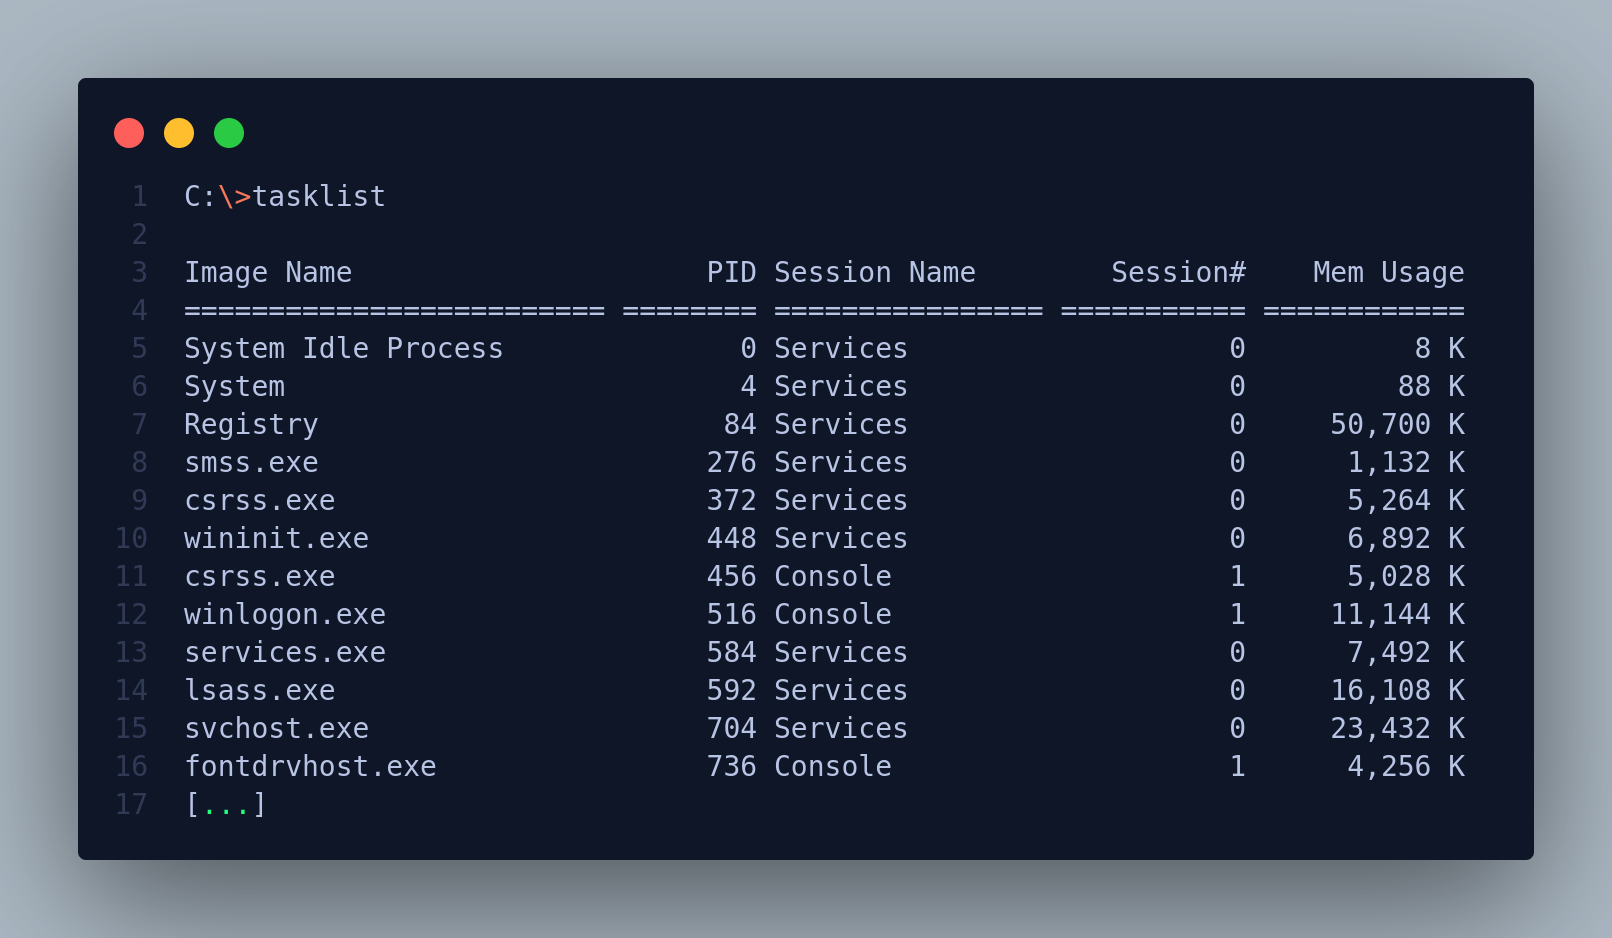 1 C:\>tasklist
2
3 Image Name                     PID Session Name        Session#    Mem Usage
4 ========================= ======== ================ =========== ============
5 System Idle Process              0 Services                   0          8 K
6 System                           4 Services                   0         88 K
7 Registry                        84 Services                   0     50,700 K
8 smss.exe                       276 Services                   0      1,132 K
9 csrss.exe                      372 Services                   0      5,264 K
10 wininit.exe                    448 Services                   0      6,892 K
11 csrss.exe                      456 Console                    1      5,028 K
12 winlogon.exe                   516 Console                    1     11,144 K
13 services.exe                   584 Services                   0      7,492 K
14 lsass.exe                      592 Services                   0     16,108 K
15 svchost.exe                    704 Services                   0     23,432 K
16 fontdrvhost.exe                736 Console                    1      4,256 K
17 [...]